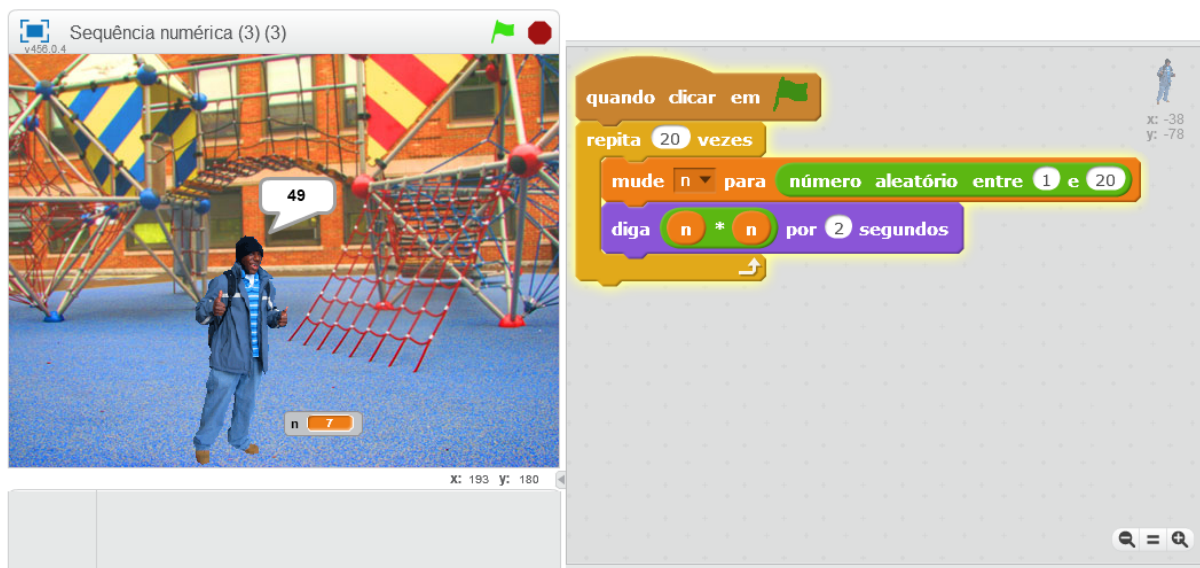 Sequência numérica (3) (3)
v456.0.4
49
n 7
x: 193 y: 180
quando clicar em
repita 20 vezes
mude n para número aleatório entre 1 e 20
diga n * n por 2 segundos
x: -38
y: -78